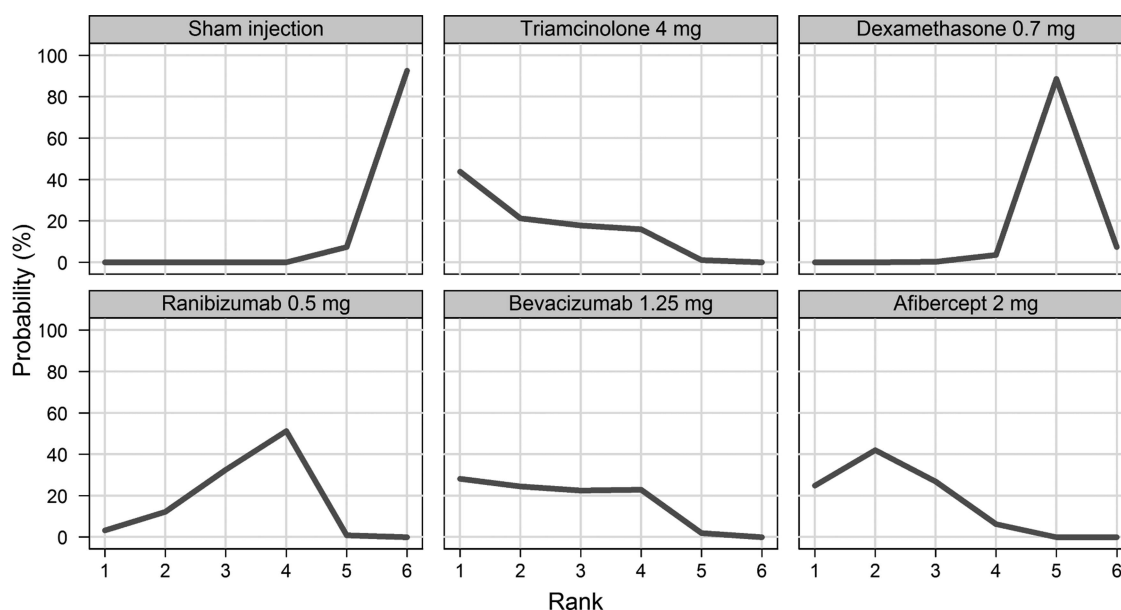 Sham injection
Triamcinolone 4 mg
Dexamethasone 0.7 mg
100
80
60
40
20
0
Ranibizumab 0.5 mg
Bevacizumab 1.25 mg
Afibercept 2 mg
100
80
60
40
20
0
Probability (%)
1 2 3 4 5 6
1 2 3 4 5 6
1 2 3 4 5 6
Rank